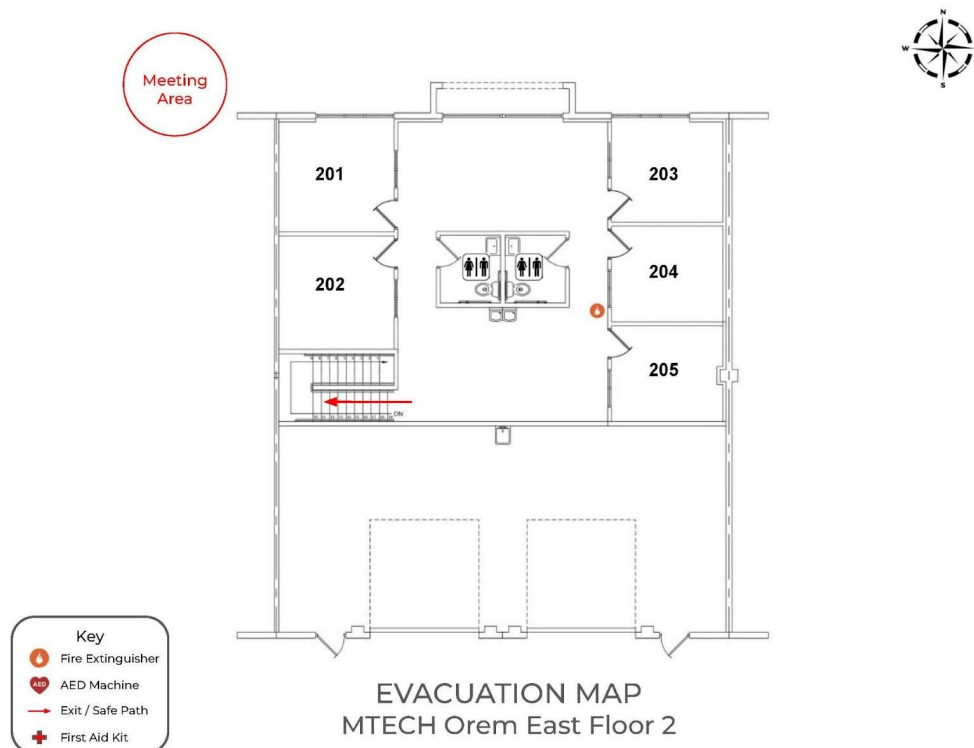 N
W
S
Meeting
Area
201
203
202
204
205
DN
Key
Fire Extinguisher
AED
AED Machine
Exit / Safe Path
First Aid Kit
EVACUATION MAP
MTECH Orem East Floor 2